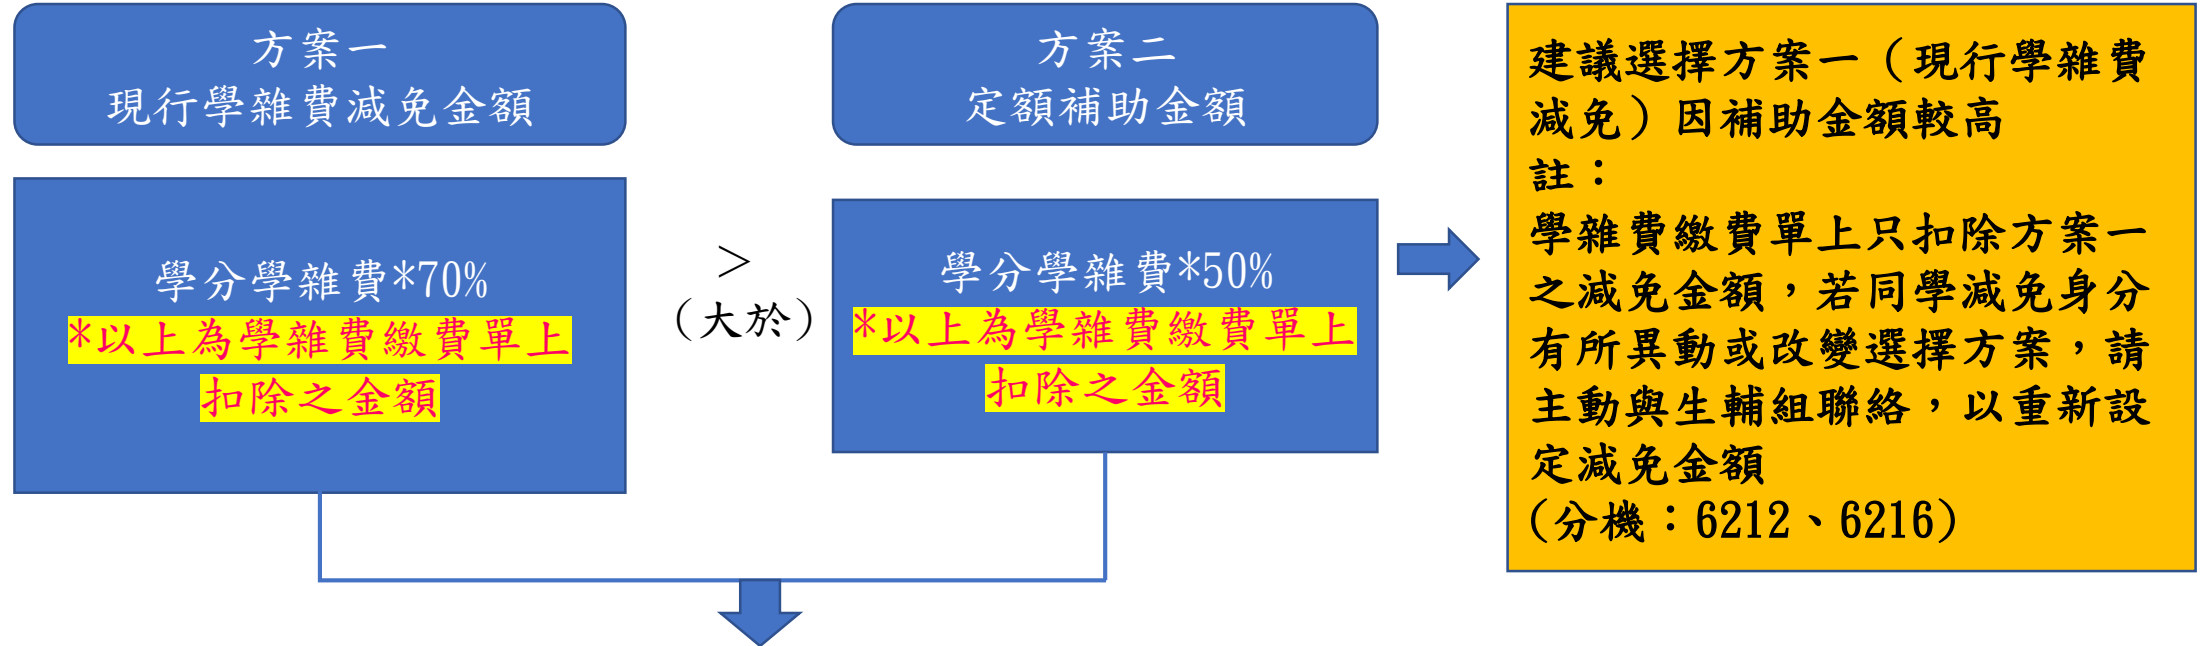 方案一
現行學雜費減免金額
學分學雜費*70%
*以上為學雜費繳費單上
扣除之金額
>
(大於)
方案二
定額補助金額
學分學雜費*50%
*以上為學雜費繳費單上
扣除之金額
建議選擇方案一（現行學雜費
減免）因補助金額較高
註：
學雜費繳費單上只扣除方案一
之減免金額，若同學減免身分
有所異動或改變選擇方案，請
主動與生輔組聯絡，以重新設
定減免金額
(分機：6212、6216)